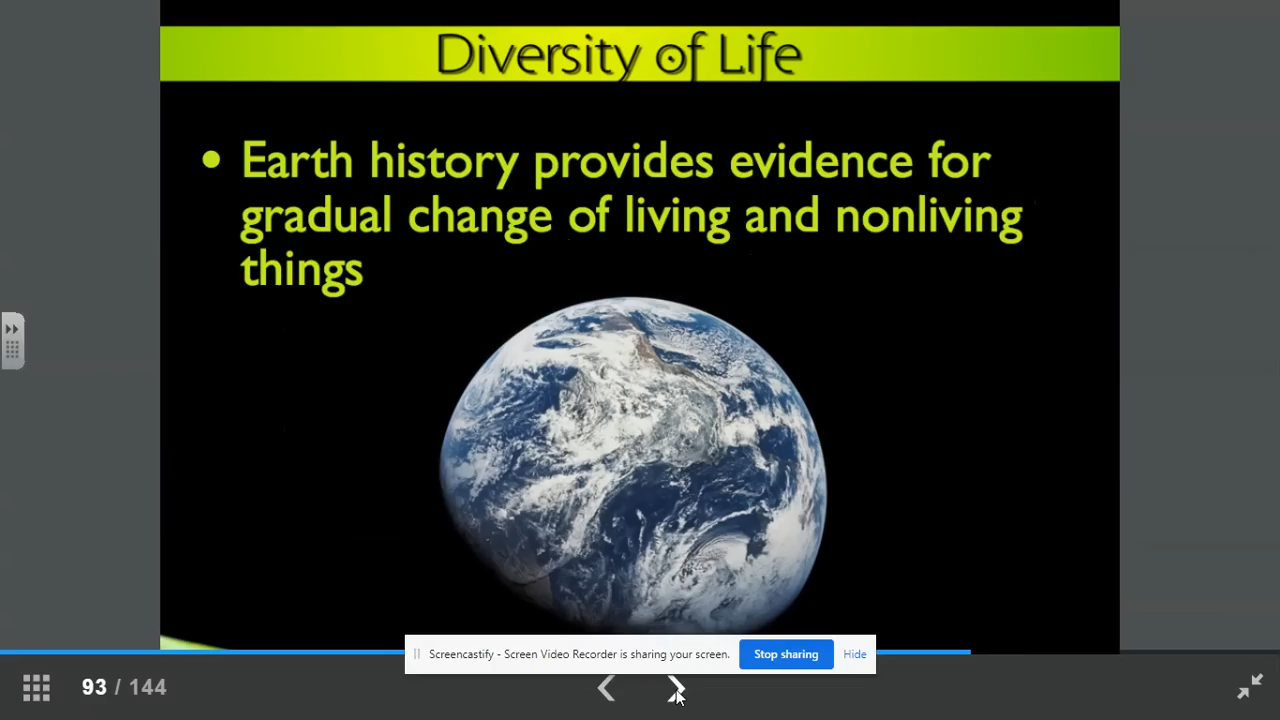 Diversity of Life
• Earth history provides evidence for
gradual change of living and nonliving
things
Screencastify - Screen Video Recorder is sharing your screen. Stop sharing Hide
93 / 144